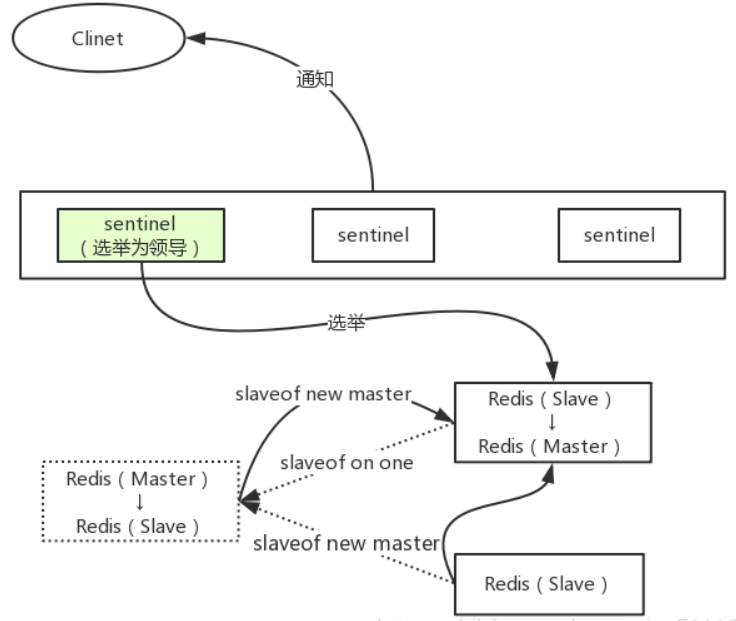 Clinet
通知
sentinel
（选举为领导）
sentinel
sentinel
选举
slaveof new master
Redis（Slave）
↓
Redis（Master）
slaveof on one
Redis（Master）
↓
Redis（Slave）
slaveof new master
Redis（Slave）